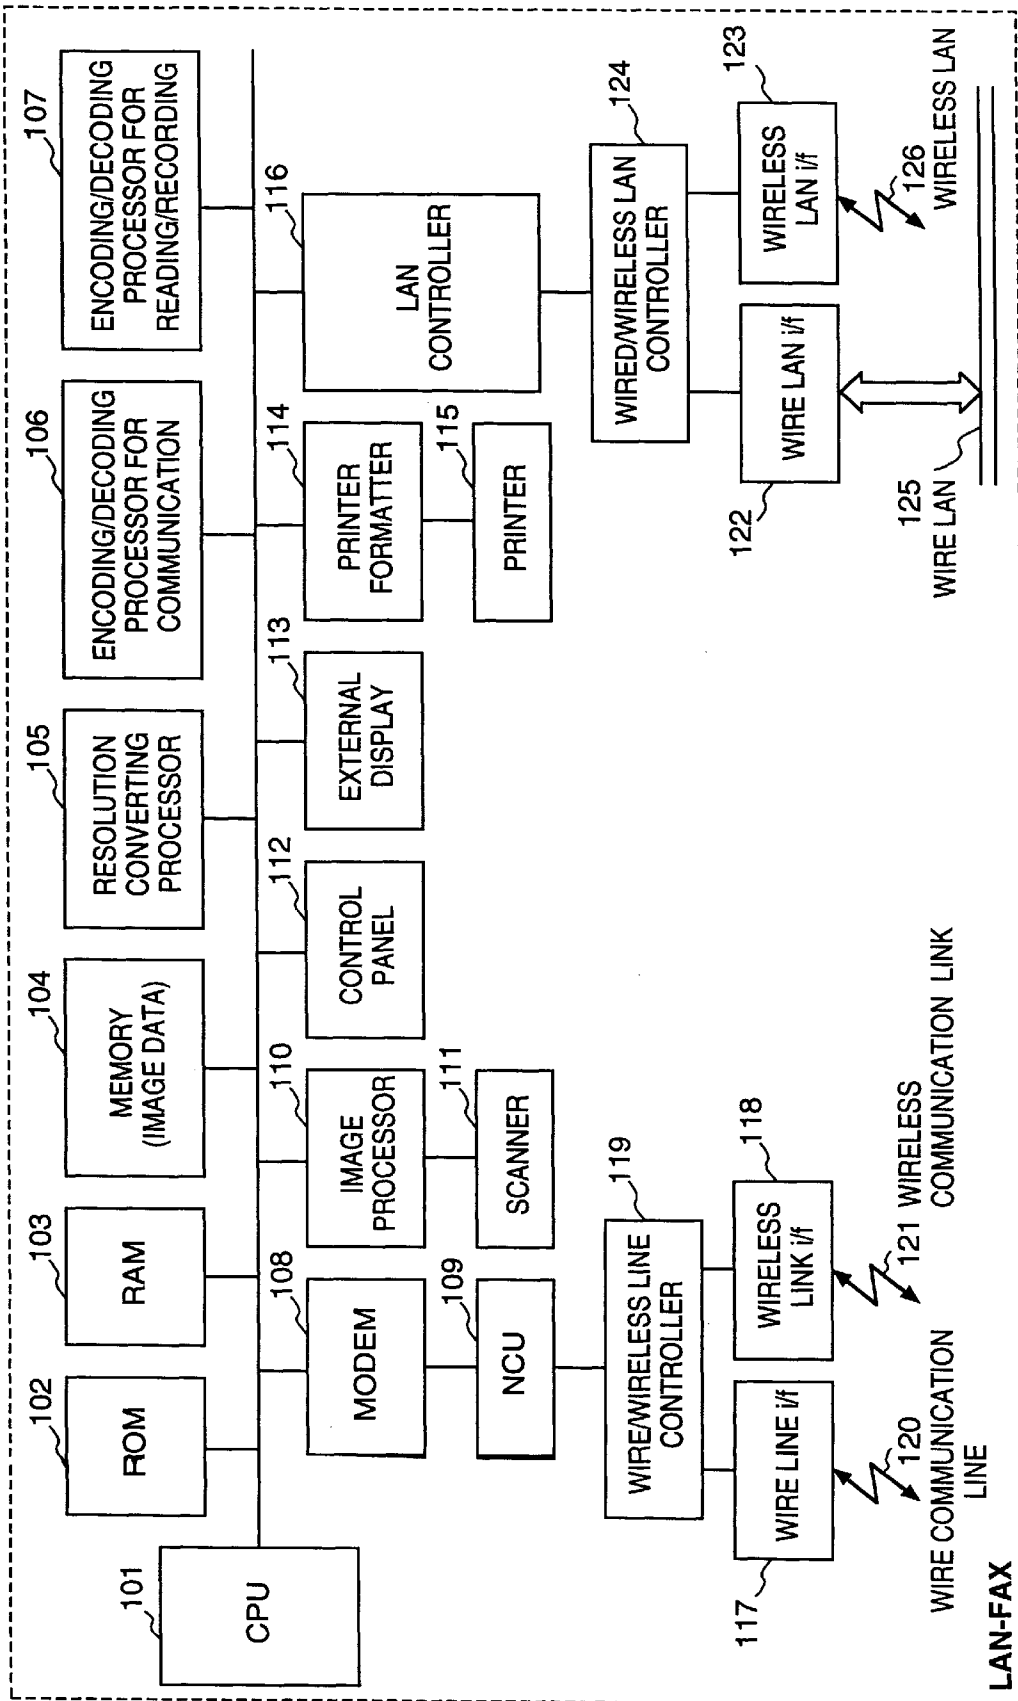 101
CPU
102
ROM
103
RAM
104
MEMORY
(IMAGE DATA)
105
RESOLUTION
CONVERTING
PROCESSOR
106
ENCODING/DECODING
PROCESSOR FOR
COMMUNICATION
107
ENCODING/DECODING
PROCESSOR FOR
READING/RECORDING
108
MODEM
109
NCU
110
IMAGE
PROCESSOR
111
SCANNER
112
CONTROL
PANEL
113
EXTERNAL
DISPLAY
114
PRINTER
FORMATTER
115
PRINTER
116
LAN
CONTROLLER
119
WIRE/WIRELESS LINE
CONTROLLER
117
WIRE LINE i/f
118
WIRELESS
LINK i/f
120
WIRE COMMUNICATION
LINE
121 WIRELESS
COMMUNICATION LINK
124
WIRED/WIRELESS LAN
CONTROLLER
122
WIRE LAN i/f
123
WIRELESS
LAN i/f
125
WIRE LAN
126
WIRELESS LAN
LAN-FAX